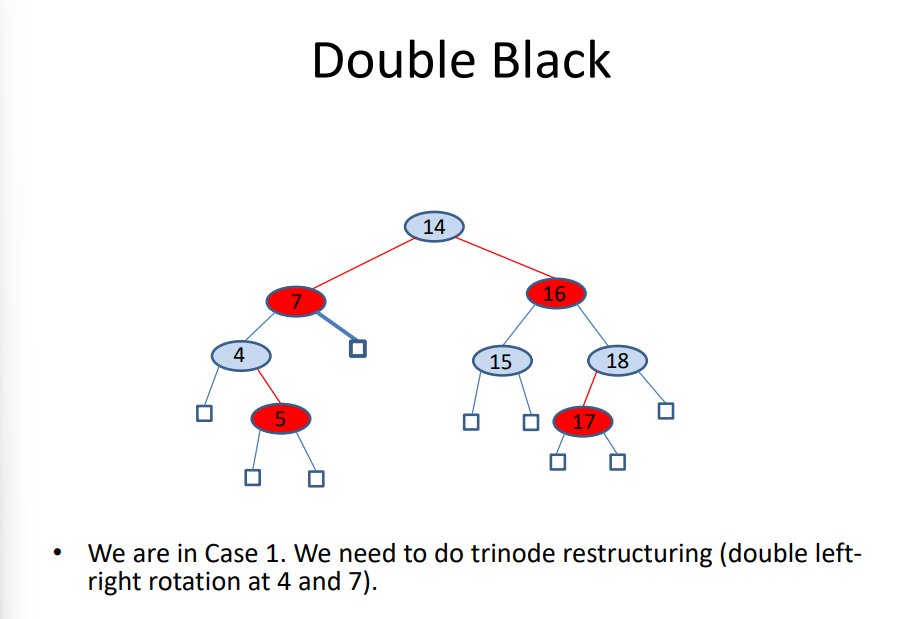 Double Black
14
7
16
4
15
18
5
17
• We are in Case 1. We need to do trinode restructuring (double left-
right rotation at 4 and 7).